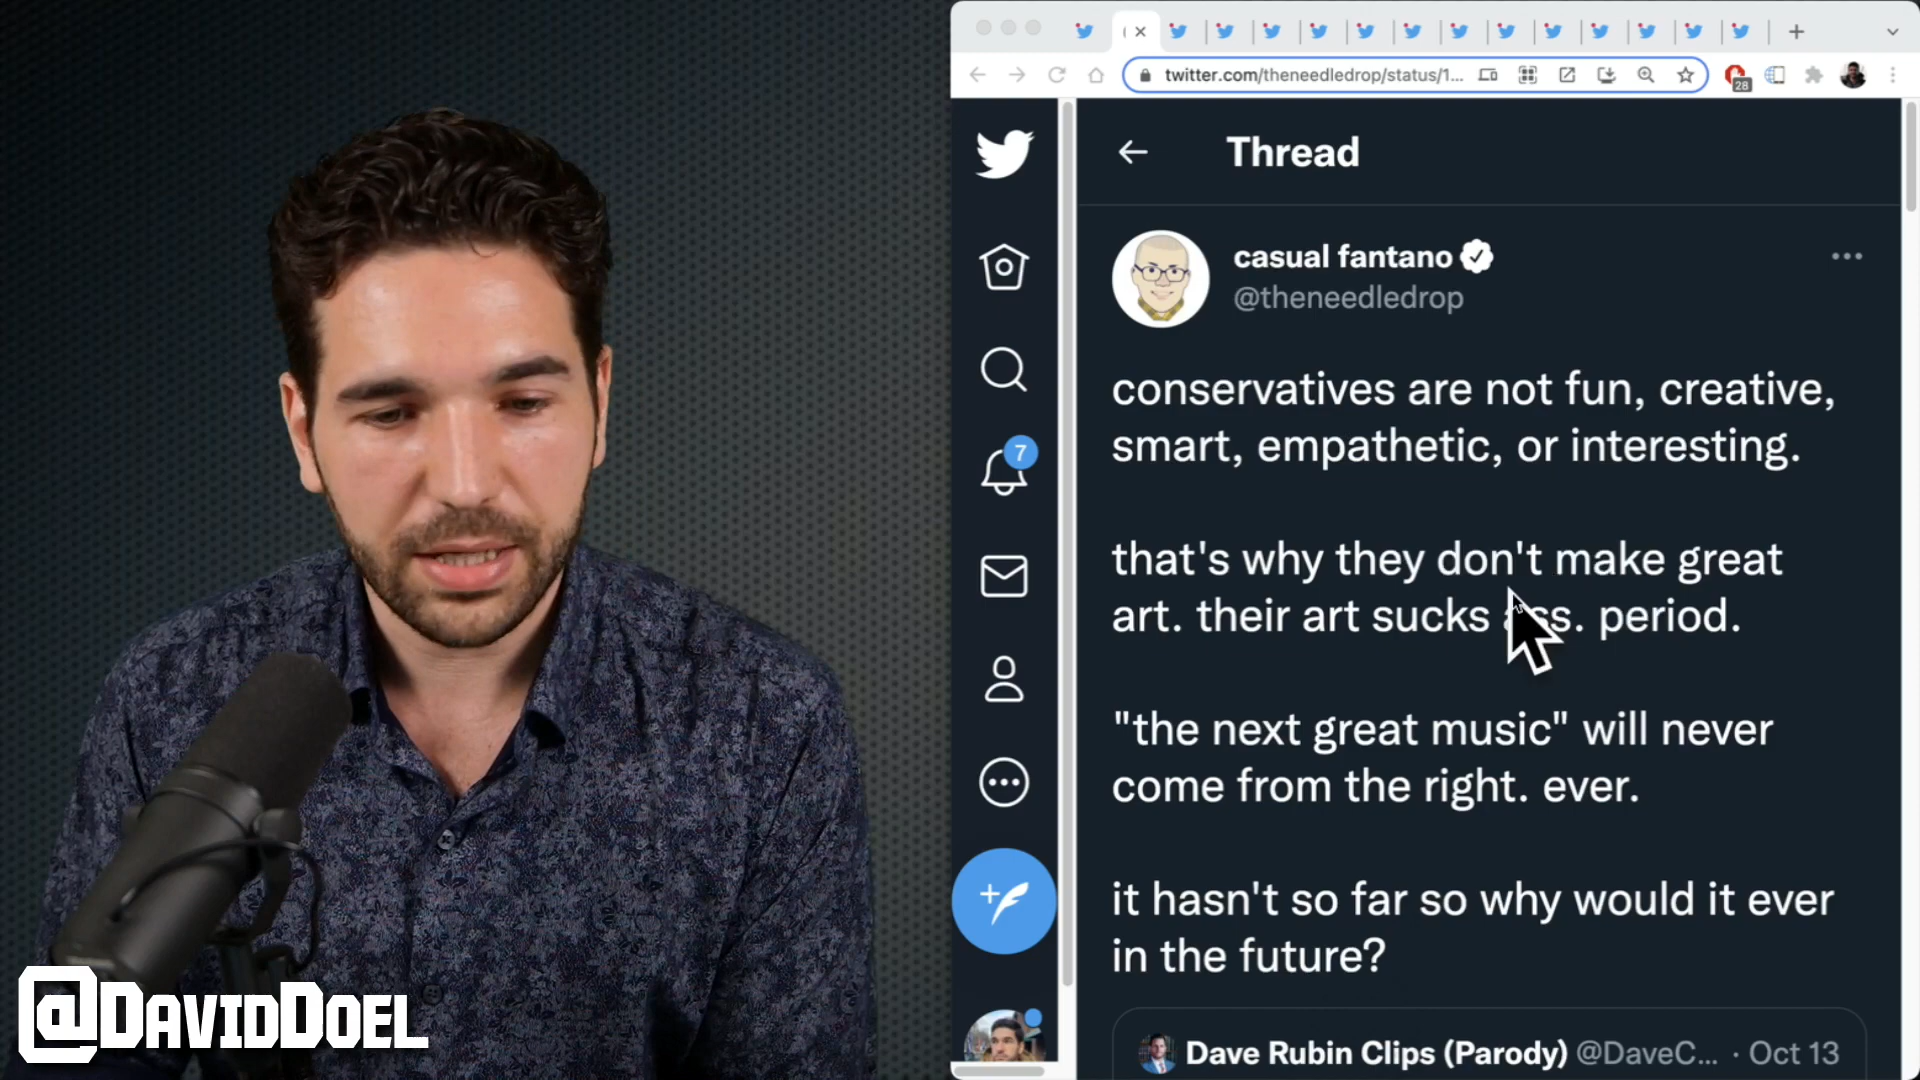 twitter.com/theneedledrop/status/1...
28
Thread
casual fantano
@theneedledrop
7
conservatives are not fun, creative,
smart, empathetic, or interesting.
that's why they don't make great
art. their art sucks ass. period.
"the next great music" will never
come from the right. ever.
it hasn't so far so why would it ever
in the future?
Dave Rubin Clips (Parody) @DaveC... · Oct 13
@DAVIDDOEL